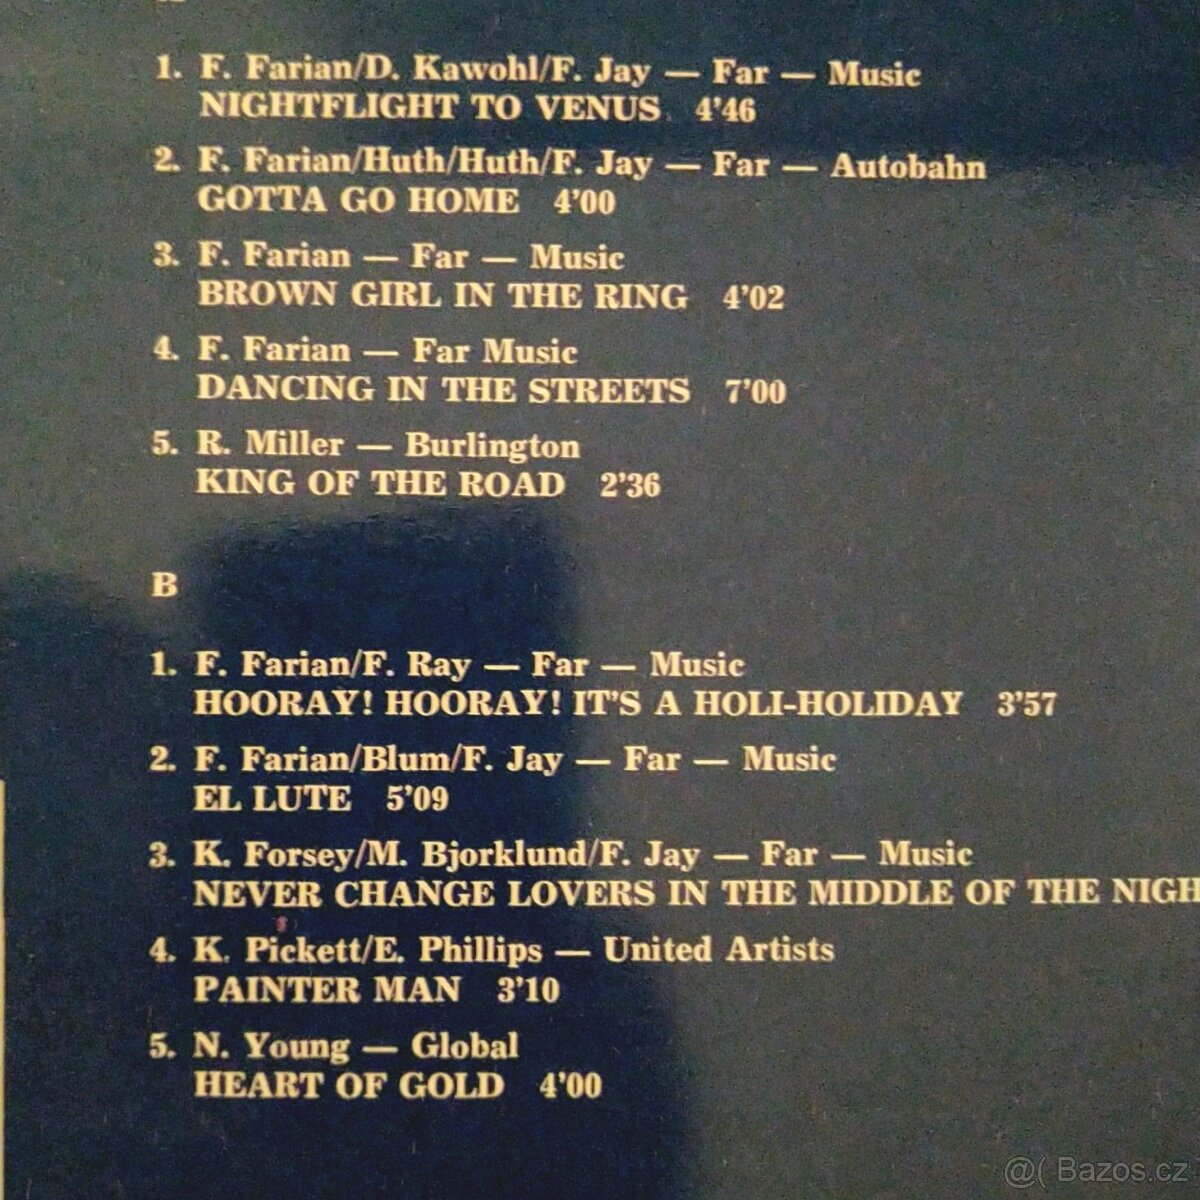 1. F. Farian/D. Kawohl/F. Jay — Far — Music
NIGHTFLIGHT TO VENUS 4'46
2. F. Farian/Huth/Huth/F. Jay — Far — Autobahn
GOTTA GO HOME 4'00
3. F. Farian — Far — Music
BROWN GIRL IN THE RING 4'02
4. F. Farian — Far Music
DANCING IN THE STREETS 7'00
5. R. Miller — Burlington
KING OF THE ROAD 2'36
B
1. F. Farian/F. Ray — Far — Music
HOORAY! HOORAY! IT'S A HOLI-HOLIDAY 3'57
2. F. Farian/Blum/F. Jay — Far — Music
EL LUTE 5'09
3. K. Forsey/M. Bjorklund/F. Jay — Far — Music
NEVER CHANGE LOVERS IN THE MIDDLE OF THE NIGH
4. K. Pickett/E. Phillips — United Artists
PAINTER MAN 3'10
5. N. Young — Global
HEART OF GOLD 4'00
@( Bazos.cz